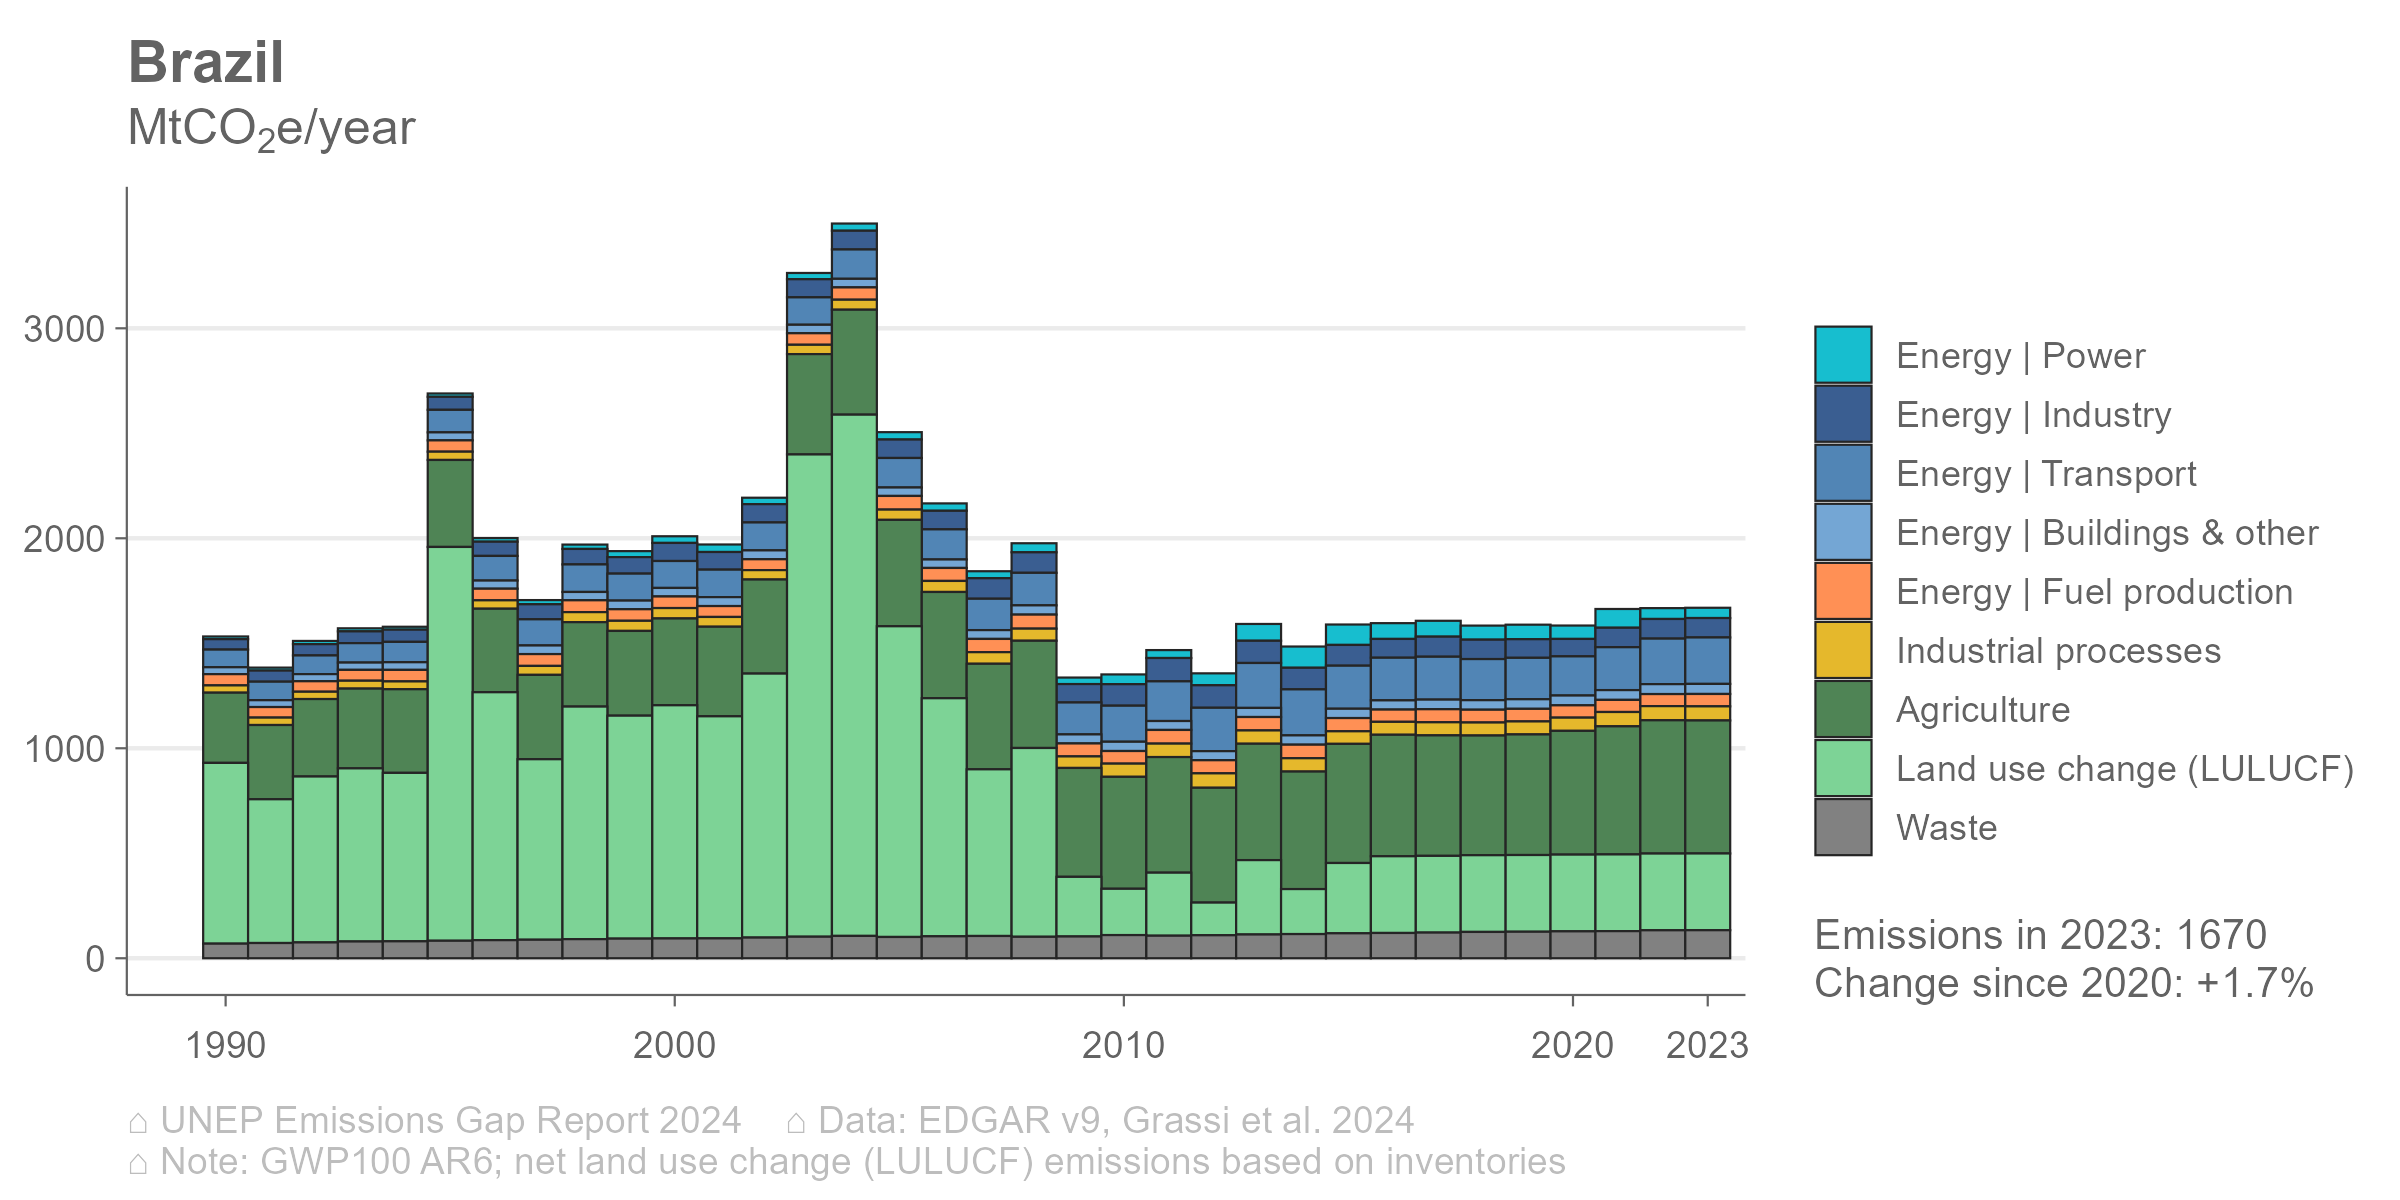 Brazil
MtCO₂e/year
3000
2000
1000
0
1990 2000 2010 2020 2023
Energy | Power
Energy | Industry
Energy | Transport
Energy | Buildings & other
Energy | Fuel production
Industrial processes
Agriculture
Land use change (LULUCF)
Waste
Emissions in 2023: 1670
Change since 2020: +1.7%
⌂ UNEP Emissions Gap Report 2024 ⌂ Data: EDGAR v9, Grassi et al. 2024
⌂ Note: GWP100 AR6; net land use change (LULUCF) emissions based on inventories